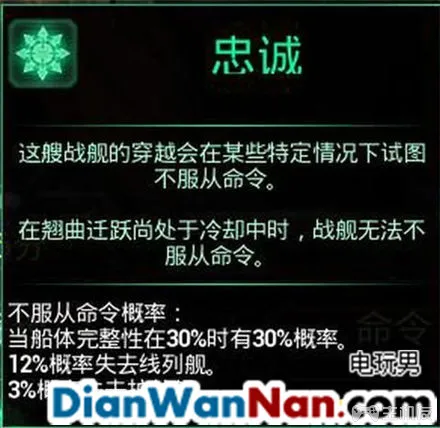 忠诚
这艘战舰的穿越会在某些特定情况下试图
不服从命令。
在翘曲迁跃尚处于冷却中时，战舰无法不
服从命令。
不服从命令概率：
命令
当船体完整性在30%时有30%概率。
12%概率失去线列舰。
电玩男
3%
DianWanNan.com